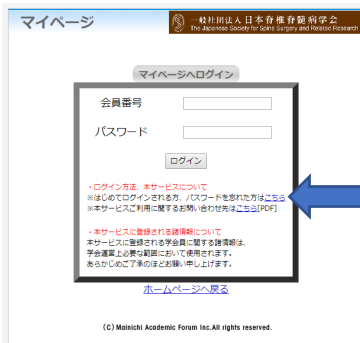 マイページ
一般社団法人日本脊椎脊髄病学会
The Japanese Society for Spine Surgery and Related Research
マイページへログイン
会員番号
パスワード
ログイン
・ログイン方法、本サービスについて
※はじめてログインされる方、パスワードを忘れた方はこちら
※本サービスご利用に関するお問い合わせ先はこちら[PDF]
・本サービスに登録される諸情報について
本サービスに登録される学会員に関する諸情報は、
学会運営上必要な範囲において使用されます。
あらかじめご了承のほどお願い申し上げます。
ホームページへ戻る
(C) Mainichi Academic Forum Inc.All rights reserved.